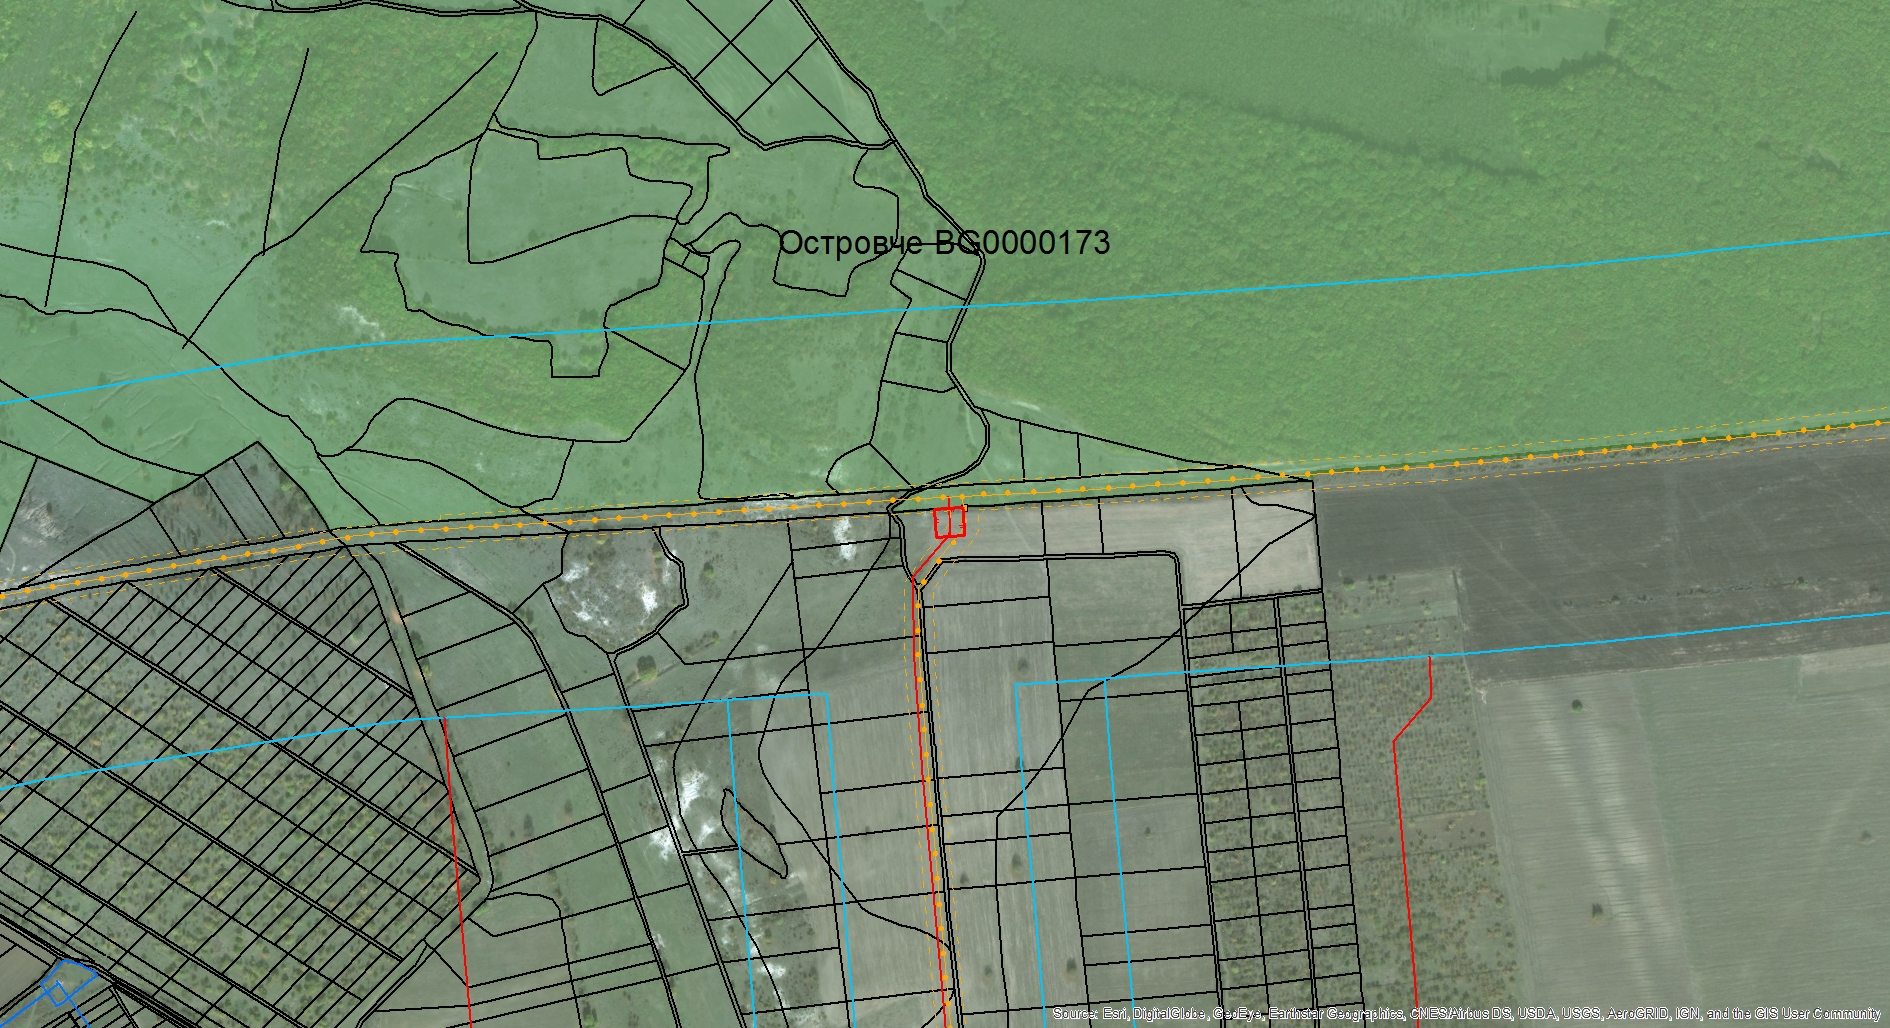 Островче BG0000173
Source: Esri, DigitalGlobe, GeoEye, Earthstar Geographics, CNES/Airbus DS, USDA, USGS, AeroGRID, IGN, and the GIS User Community